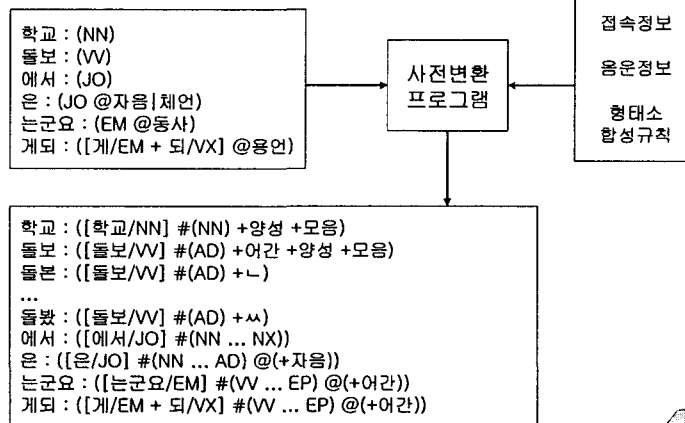 학교 : (NN)
돌보 : (VV)
에서 : (JO)
은 : (JO @자음|체언)
는군요 : (EM @동사)
게되 : ([게/EM + 되/VX] @용언)
사전변환
프로그램
접속정보
음운정보
형태소
합성규칙
학교 : ([학교/NN] #(NN) +양성 +모음)
돌보 : ([돌보/VV] #(AD) +어간 +양성 +모음)
돌본 : ([돌보/VV] #(AD) +ㄴ)
...
돌봤 : ([돌보/VV] #(AD) +ㅆ)
에서 : ([에서/JO] #(NN ... NX))
은 : ([은/JO] #(NN ... AD) @(+자음))
는군요 : ([는군요/EM] #(VV ... EP) @(+어간))
게되 : ([게/EM + 되/VX] #(VV ... EP) @(+어간))